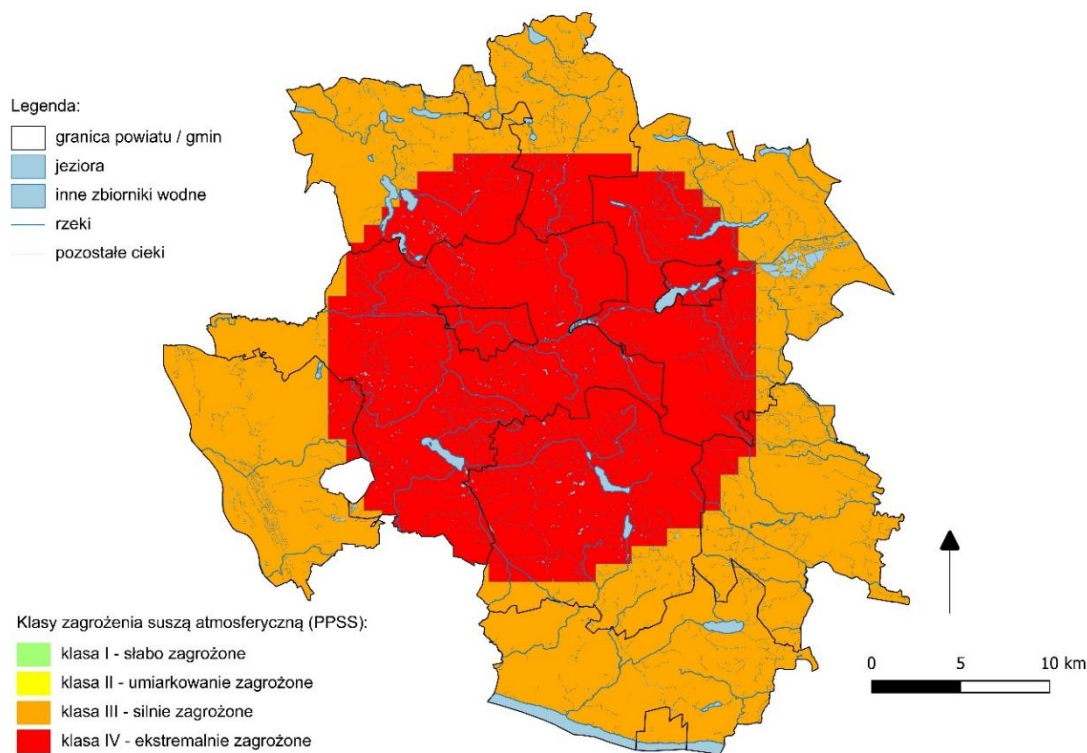 Legenda:
granica powiatu / gmin
jeziora
inne zbiorniki wodne
rzeki
pozostałe cieki
Klasy zagrożenia suszą atmosferyczną (PPSS):
klasa I - słabo zagrożone
klasa II - umiarkowanie zagrożone
klasa III - silnie zagrożone
klasa IV - ekstremalnie zagrożone
0 5 10 km